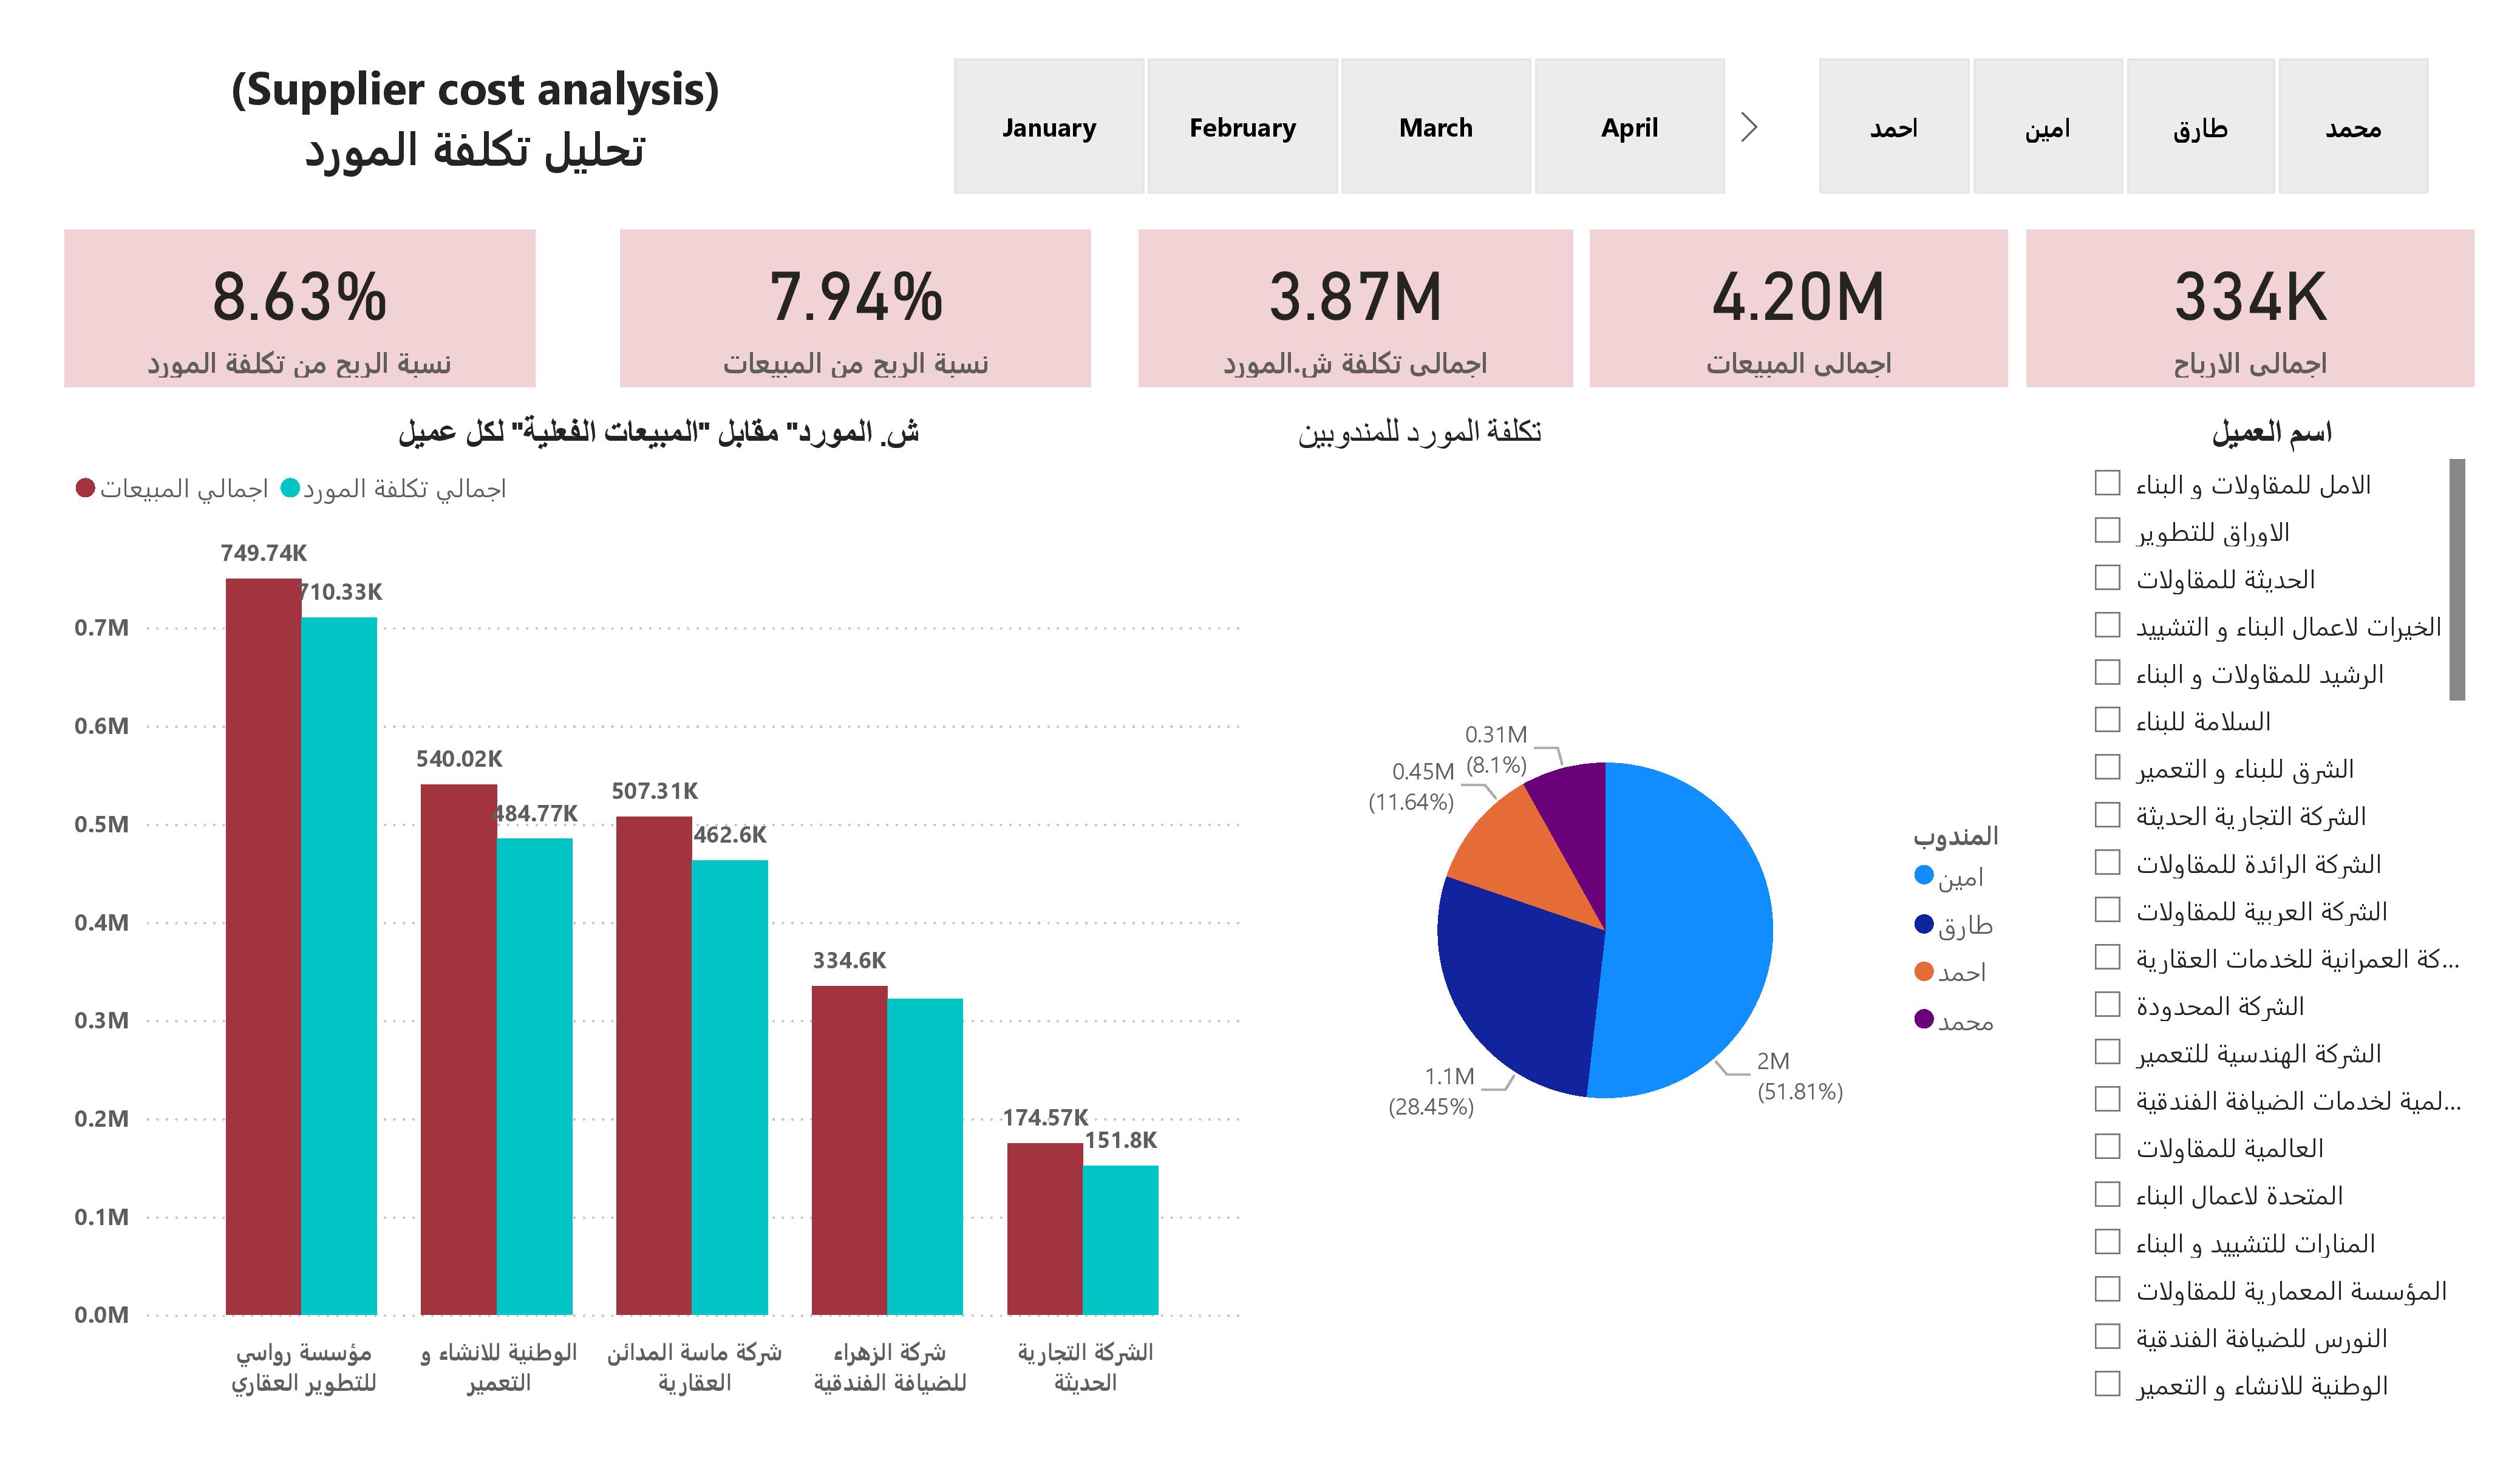 (Supplier cost analysis)
تحليل تكلفة المورد
January
February
March
April
احمد
امين
طارق
محمد
8.63%
نسبة الربح من تكلفة المورد
7.94%
نسبة الربح من المبيعات
3.87M
اجمالي تكلفة ش.المورد
4.20M
اجمالي المبيعات
334K
اجمالي الارباح
ش. المورد" مقابل "المبيعات الفعلية" لكل عميل
اجمالي المبيعات
اجمالي تكلفة المورد
0.7M
0.6M
0.5M
0.4M
0.3M
0.2M
0.1M
0.0M
749.74K
710.33K
540.02K
484.77K
507.31K
462.6K
334.6K
174.57K
151.8K
مؤسسة رواسي
للتطوير العقاري
الوطنية للانشاء و
التعمير
شركة ماسة المدائن
العقارية
شركة الزهراء
للضيافة الفندقية
الشركة التجارية
الحديثة
تكلفة المورد للمندوبين
0.31M
(8.1%)
0.45M
(11.64%)
1.1M
(28.45%)
2M
(51.81%)
المندوب
امين
طارق
احمد
محمد
اسم العميل
الامل للمقاولات و البناء
الاوراق للتطوير
الحديثة للمقاولات
الخيرات لاعمال البناء و التشييد
الرشيد للمقاولات و البناء
السلامة للبناء
الشرق للبناء و التعمير
الشركة التجارية الحديثة
الشركة الرائدة للمقاولات
الشركة العربية للمقاولات
...كة العمرانية للخدمات العقارية
الشركة المحدودة
الشركة الهندسية للتعمير
...لمية لخدمات الضيافة الفندقية
العالمية للمقاولات
المتحدة لاعمال البناء
المنارات للتشييد و البناء
المؤسسة المعمارية للمقاولات
النورس للضيافة الفندقية
الوطنية للانشاء و التعمير